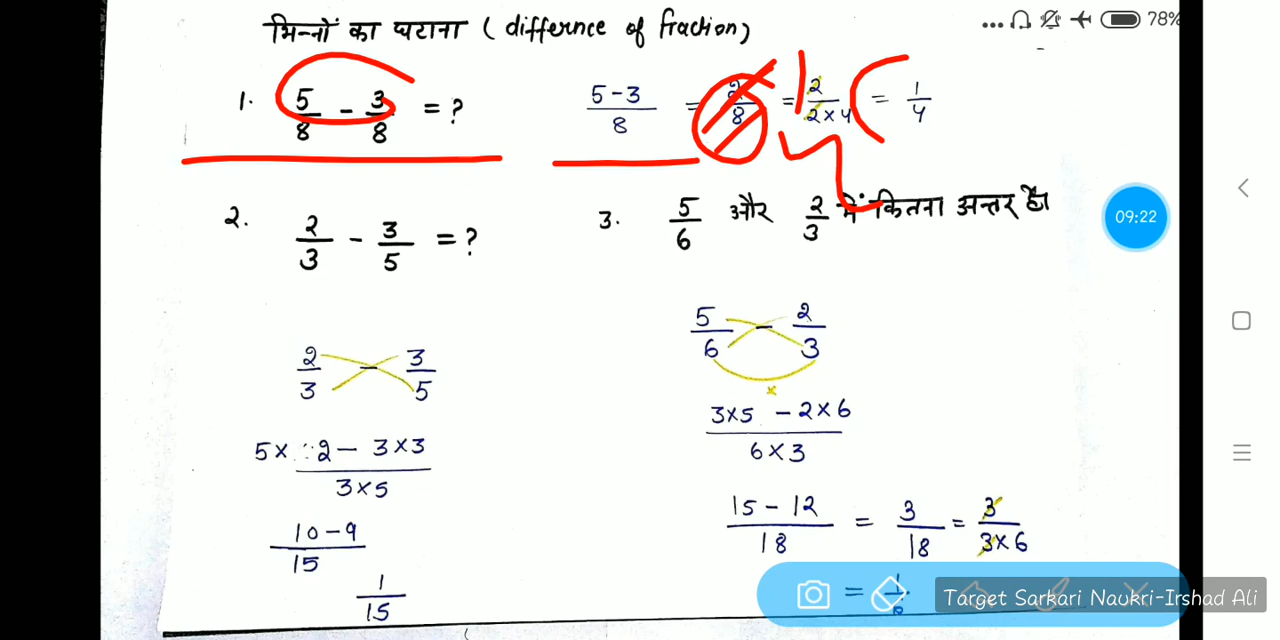 भिन्नों का घटाना ( differnce of fraction)
... 78%
1. 5/8 - 3/8 = ? 5-3/8 = 2/8 = 2/2×4 = 1/4
2. 2/3 - 3/5 = ?
3. 5/6 और 2/3 में कितना अन्तर है।
09:22
2/3 - 3/5
5× 2 - 3×3 / 3×5
10-9/15
1/15
5/6 - 2/3
×
3×5 - 2×6 / 6×3
15-12/18 = 3/18 = 3/3×6
= 1/
Target Sarkari Naukri-Irshad Ali